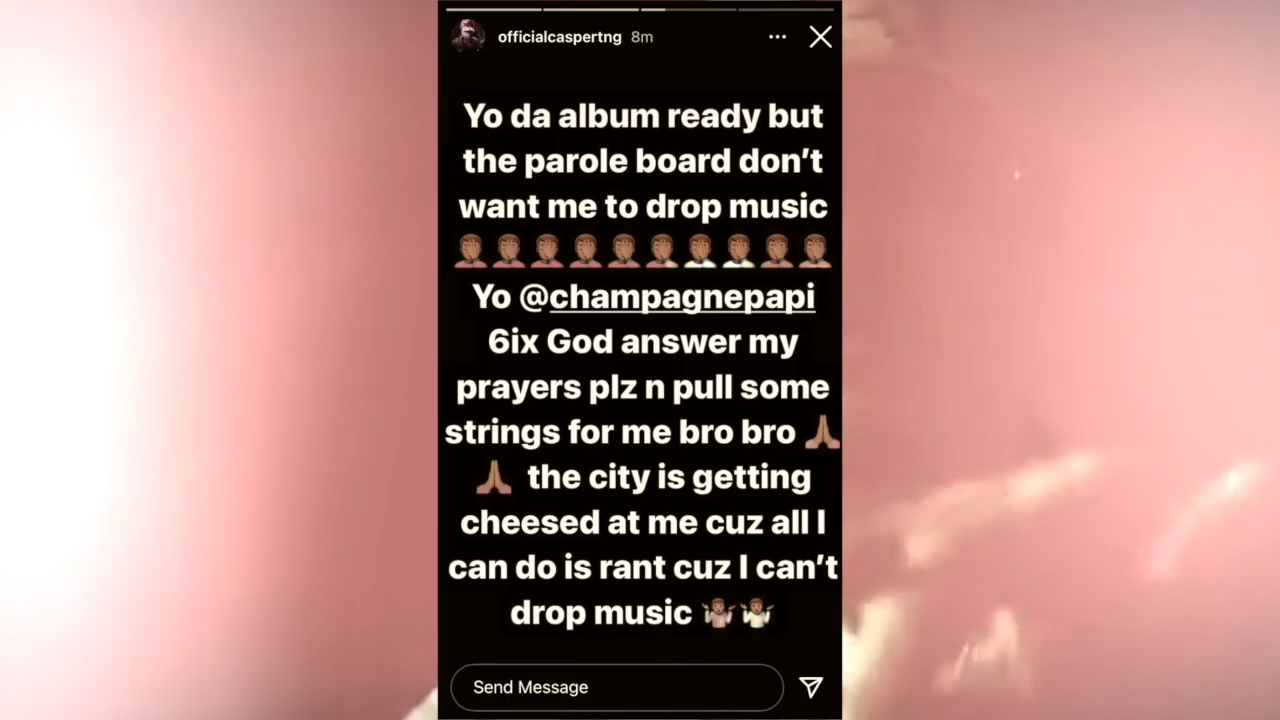 officialcaspertng 8m
Yo da album ready but
the parole board don't
want me to drop music
🤦🏽‍♂️🤦🏽‍♂️🤦🏽‍♂️🤦🏽‍♂️🤦🏽‍♂️🤦🏽‍♂️🤦🏽‍♂️🤦🏽‍♂️🤦🏽‍♂️🤦🏽‍♂️
Yo @champagnepapi
6ix God answer my
prayers plz n pull some
strings for me bro bro 🙏🏽
🙏🏽 the city is getting
cheesed at me cuz all I
can do is rant cuz I can't
drop music 🤷🏽‍♂️🤷🏽‍♂️
Send Message